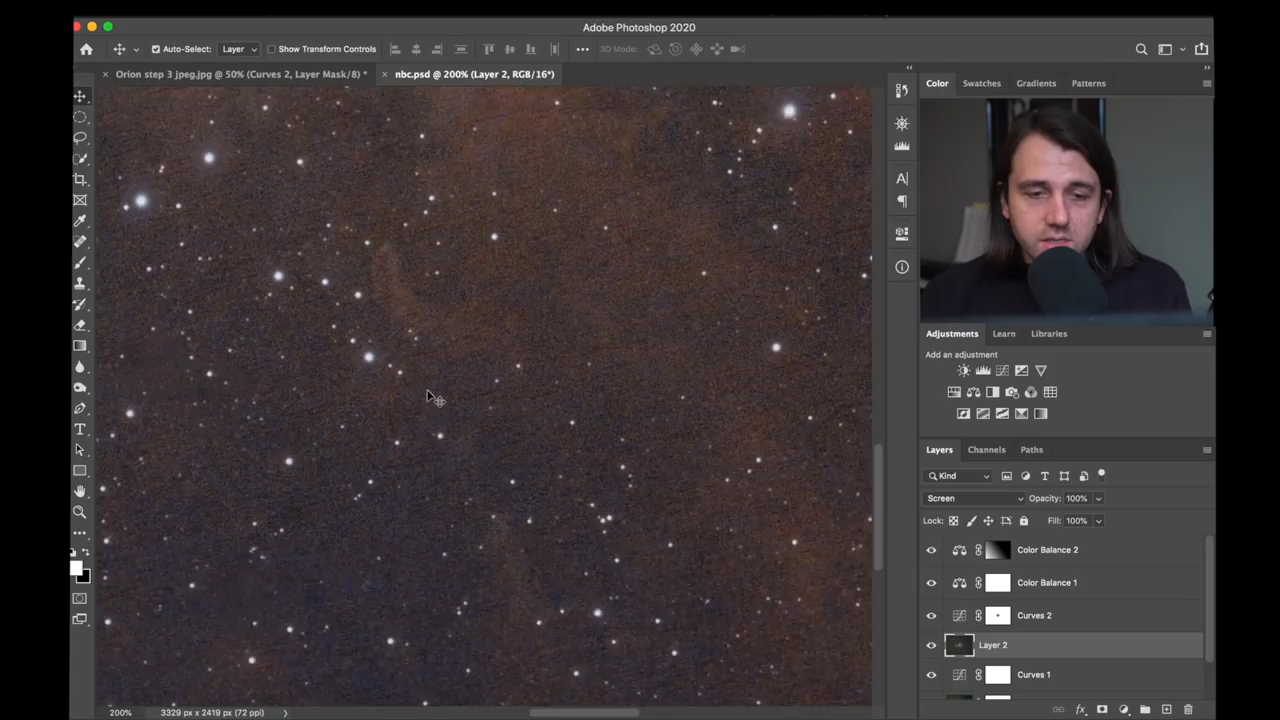 Adobe Photoshop 2020
Auto-Select: Layer Show Transform Controls 3D Mode:
Orion step 3 jpeg.jpg @ 50% (Curves 2, Layer Mask/8) *
nbc.psd @ 200% (Layer 2, RGB/16*)
Color Swatches Gradients Patterns
Adjustments Learn Libraries
Add an adjustment
Layers Channels Paths
Kind
Screen Opacity: 100%
Lock: Fill: 100%
Color Balance 2
Color Balance 1
Curves 2
Layer 2
Curves 1
200% 3329 px x 2419 px (72 ppi)